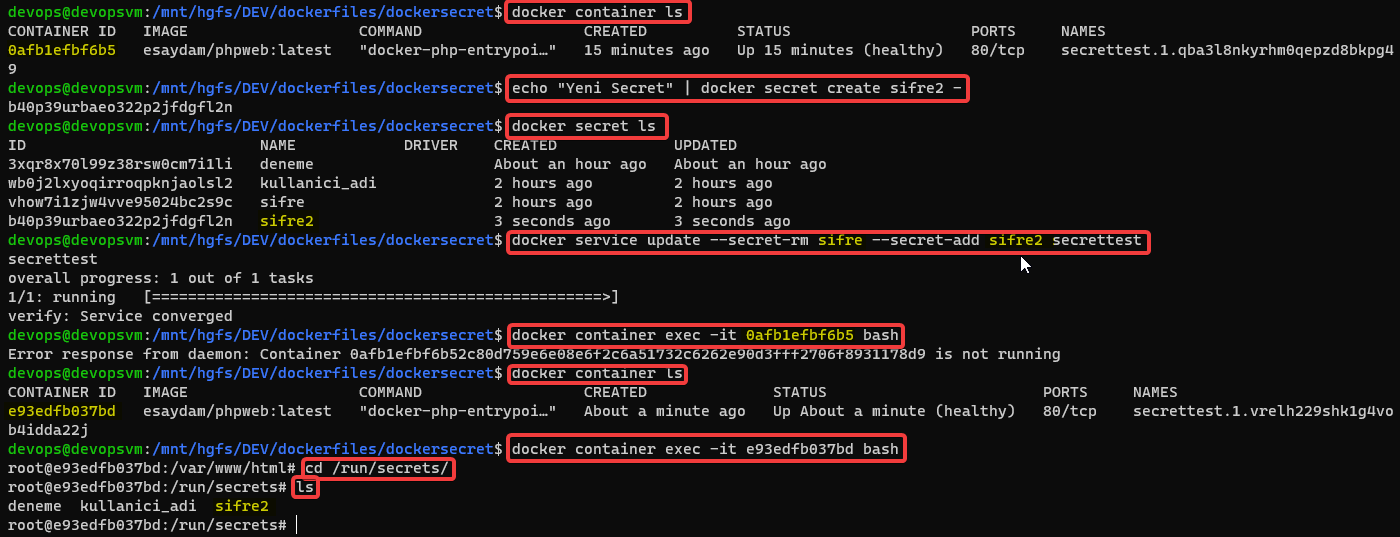 devops@devopsvm:/mnt/hgfs/DEV/dockerfiles/dockersecret$ docker container ls
CONTAINER ID   IMAGE                    COMMAND                  CREATED          STATUS                    PORTS    NAMES
0afb1efbf6b5   esaydam/phpweb:latest   "docker-php-entrypoi…"   15 minutes ago   Up 15 minutes (healthy)   80/tcp    secrettest.1.qba3l8nkyrhm0qepzd8bkpg4
9
devops@devopsvm:/mnt/hgfs/DEV/dockerfiles/dockersecret$ echo "Yeni Secret" | docker secret create sifre2 -
b40p39urbaeo322p2jfdgfl2n
devops@devopsvm:/mnt/hgfs/DEV/dockerfiles/dockersecret$ docker secret ls
ID                          NAME            DRIVER    CREATED             UPDATED
3xqr8x70l99z38rsw0cm7i1li   deneme                    About an hour ago   About an hour ago
wb0j2lxyoqirroqpknjaolsl2   kullanici_adi             2 hours ago         2 hours ago
vhow7i1zjw4vve95024bc2s9c   sifre                     2 hours ago         2 hours ago
b40p39urbaeo322p2jfdgfl2n   sifre2                    3 seconds ago       3 seconds ago
devops@devopsvm:/mnt/hgfs/DEV/dockerfiles/dockersecret$ docker service update --secret-rm sifre --secret-add sifre2 secrettest
secrettest
overall progress: 1 out of 1 tasks
1/1: running   [==================================================>]
verify: Service converged
devops@devopsvm:/mnt/hgfs/DEV/dockerfiles/dockersecret$ docker container exec -it 0afb1efbf6b5 bash
Error response from daemon: Container 0afb1efbf6b52c80d759e6e08e6f2c6a51732c6262e90d3fff2706f8931178d9 is not running
devops@devopsvm:/mnt/hgfs/DEV/dockerfiles/dockersecret$ docker container ls
CONTAINER ID   IMAGE                    COMMAND                  CREATED              STATUS                        PORTS     NAMES
e93edfb037bd   esaydam/phpweb:latest   "docker-php-entrypoi…"   About a minute ago   Up About a minute (healthy)   80/tcp    secrettest.1.vrelh229shk1g4vo
b4idda22j
devops@devopsvm:/mnt/hgfs/DEV/dockerfiles/dockersecret$ docker container exec -it e93edfb037bd bash
root@e93edfb037bd:/var/www/html# cd /run/secrets/
root@e93edfb037bd:/run/secrets# ls
deneme  kullanici_adi  sifre2
root@e93edfb037bd:/run/secrets#